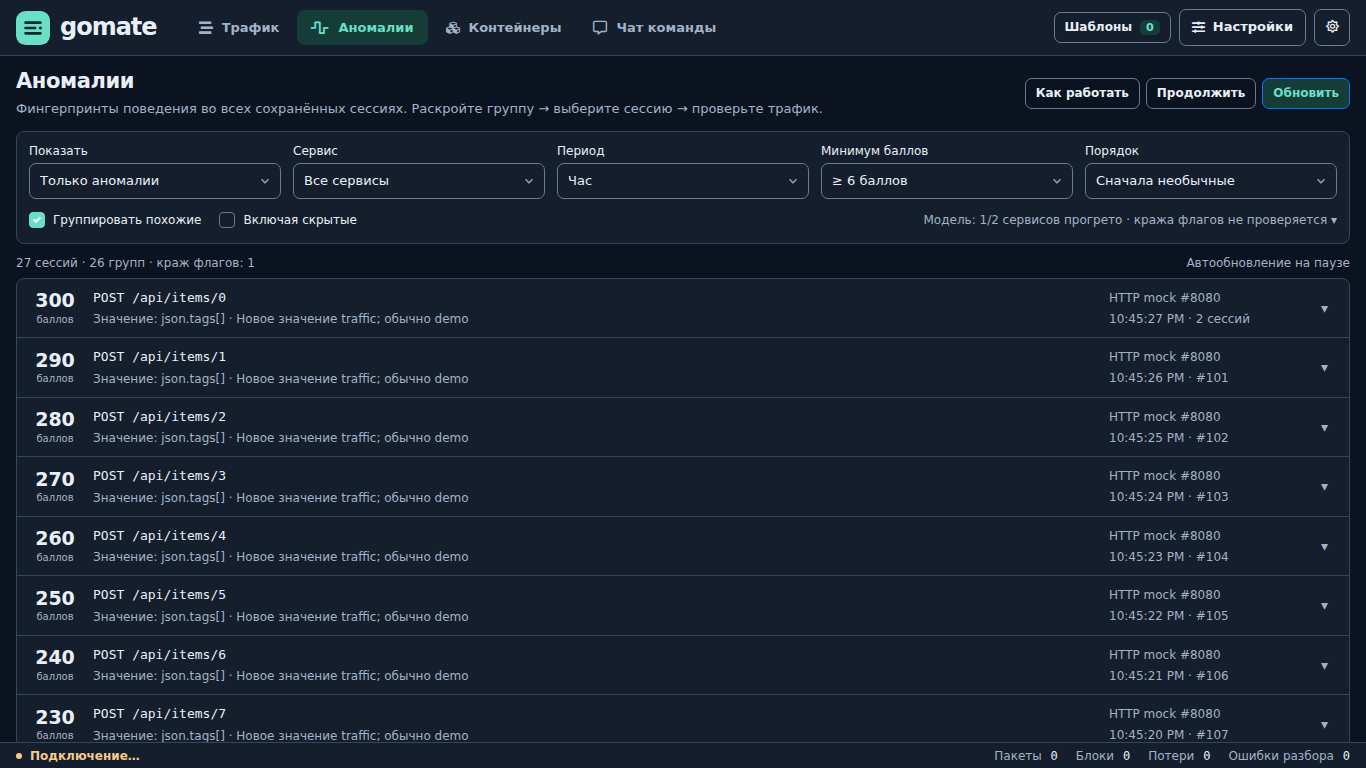 gomate
Трафик
Аномалии
Контейнеры
Чат команды
Шаблоны 0
Настройки
Аномалии
Фингерпринты поведения во всех сохранённых сессиях. Раскройте группу → выберите сессию → проверьте трафик.
Как работать
Продолжить
Обновить
Показать
Сервис
Период
Минимум баллов
Порядок
Только аномалии
Все сервисы
Час
≥ 6 баллов
Сначала необычные
Группировать похожие
Включая скрытые
Модель: 1/2 сервисов прогрето · кража флагов не проверяется ▾
27 сессий · 26 групп · краж флагов: 1
Автообновление на паузе
300 POST /api/items/0 HTTP mock #8080
баллов Значение: json.tags[] · Новое значение traffic; обычно demo 10:45:27 PM · 2 сессий
290 POST /api/items/1 HTTP mock #8080
баллов Значение: json.tags[] · Новое значение traffic; обычно demo 10:45:26 PM · #101
280 POST /api/items/2 HTTP mock #8080
баллов Значение: json.tags[] · Новое значение traffic; обычно demo 10:45:25 PM · #102
270 POST /api/items/3 HTTP mock #8080
баллов Значение: json.tags[] · Новое значение traffic; обычно demo 10:45:24 PM · #103
260 POST /api/items/4 HTTP mock #8080
баллов Значение: json.tags[] · Новое значение traffic; обычно demo 10:45:23 PM · #104
250 POST /api/items/5 HTTP mock #8080
баллов Значение: json.tags[] · Новое значение traffic; обычно demo 10:45:22 PM · #105
240 POST /api/items/6 HTTP mock #8080
баллов Значение: json.tags[] · Новое значение traffic; обычно demo 10:45:21 PM · #106
230 POST /api/items/7 HTTP mock #8080
баллов Значение: json.tags[] · Новое значение traffic; обычно demo 10:45:20 PM · #107
Подключение…
Пакеты 0 Блоки 0 Потери 0 Ошибки разбора 0